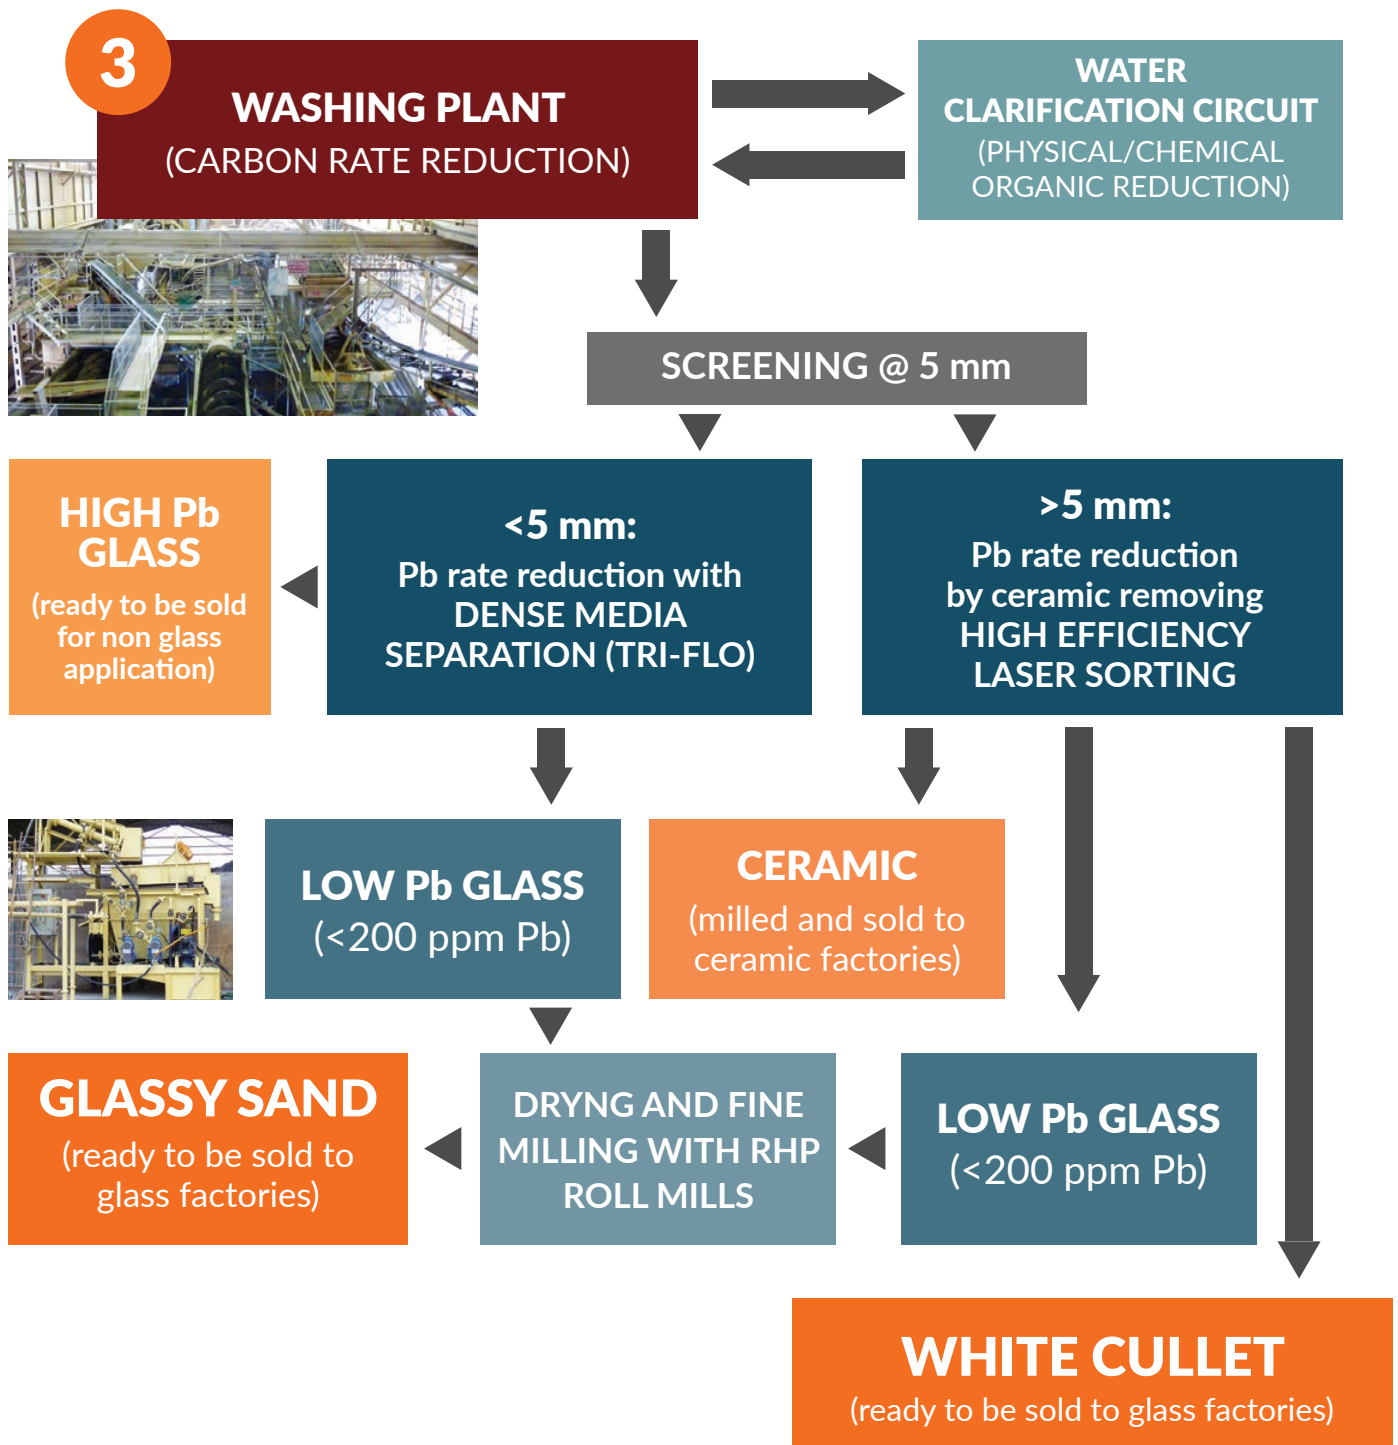 3
WASHING PLANT
(CARBON RATE REDUCTION)
WATER
CLARIFICATION CIRCUIT
(PHYSICAL/CHEMICAL
ORGANIC REDUCTION)
SCREENING @ 5 mm
HIGH Pb
GLASS
(ready to be sold
for non glass
application)
<5 mm:
Pb rate reduction with
DENSE MEDIA
SEPARATION (TRI-FLO)
>5 mm:
Pb rate reduction
by ceramic removing
HIGH EFFICIENCY
LASER SORTING
LOW Pb GLASS
(<200 ppm Pb)
CERAMIC
(milled and sold to
ceramic factories)
GLASSY SAND
(ready to be sold to
glass factories)
DRYNG AND FINE
MILLING WITH RHP
ROLL MILLS
LOW Pb GLASS
(<200 ppm Pb)
WHITE CULLET
(ready to be sold to glass factories)